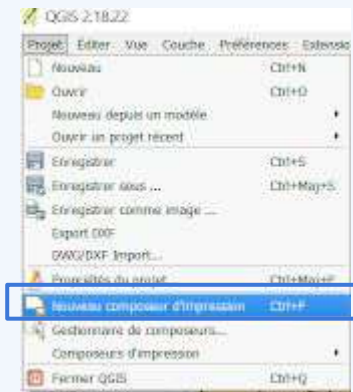 QGIS 2.18.22
Projet Éditer Vue Couche Préférences Extensio
Nouveau Ctrl+N
Ouvrir Ctrl+O
Nouveau depuis un modèle
Ouvrir un projet récent
Enregistrer Ctrl+S
Enregistrer sous ... Ctrl+Maj+S
Enregistrer comme image ...
Export DXF
DWG/DXF Import...
Propriétés du projet Ctrl+Maj+P
Nouveau composeur d'impression Ctrl+P
Gestionnaire de composeurs...
Composeurs d'impression
Fermer QGIS Ctrl+Q